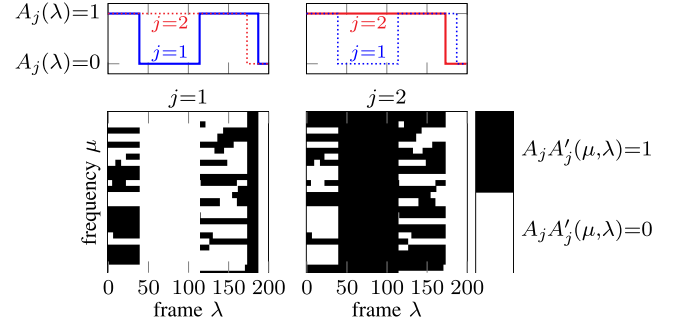 A_j(λ)=1
j=2
j=2
A_j(λ)=0
j=1
j=1
j=1
j=2
frequency μ
A_jA′_j(μ,λ)=1
A_jA′_j(μ,λ)=0
0 50 100 150 200
0 50 100 150 200
frame λ
frame λ